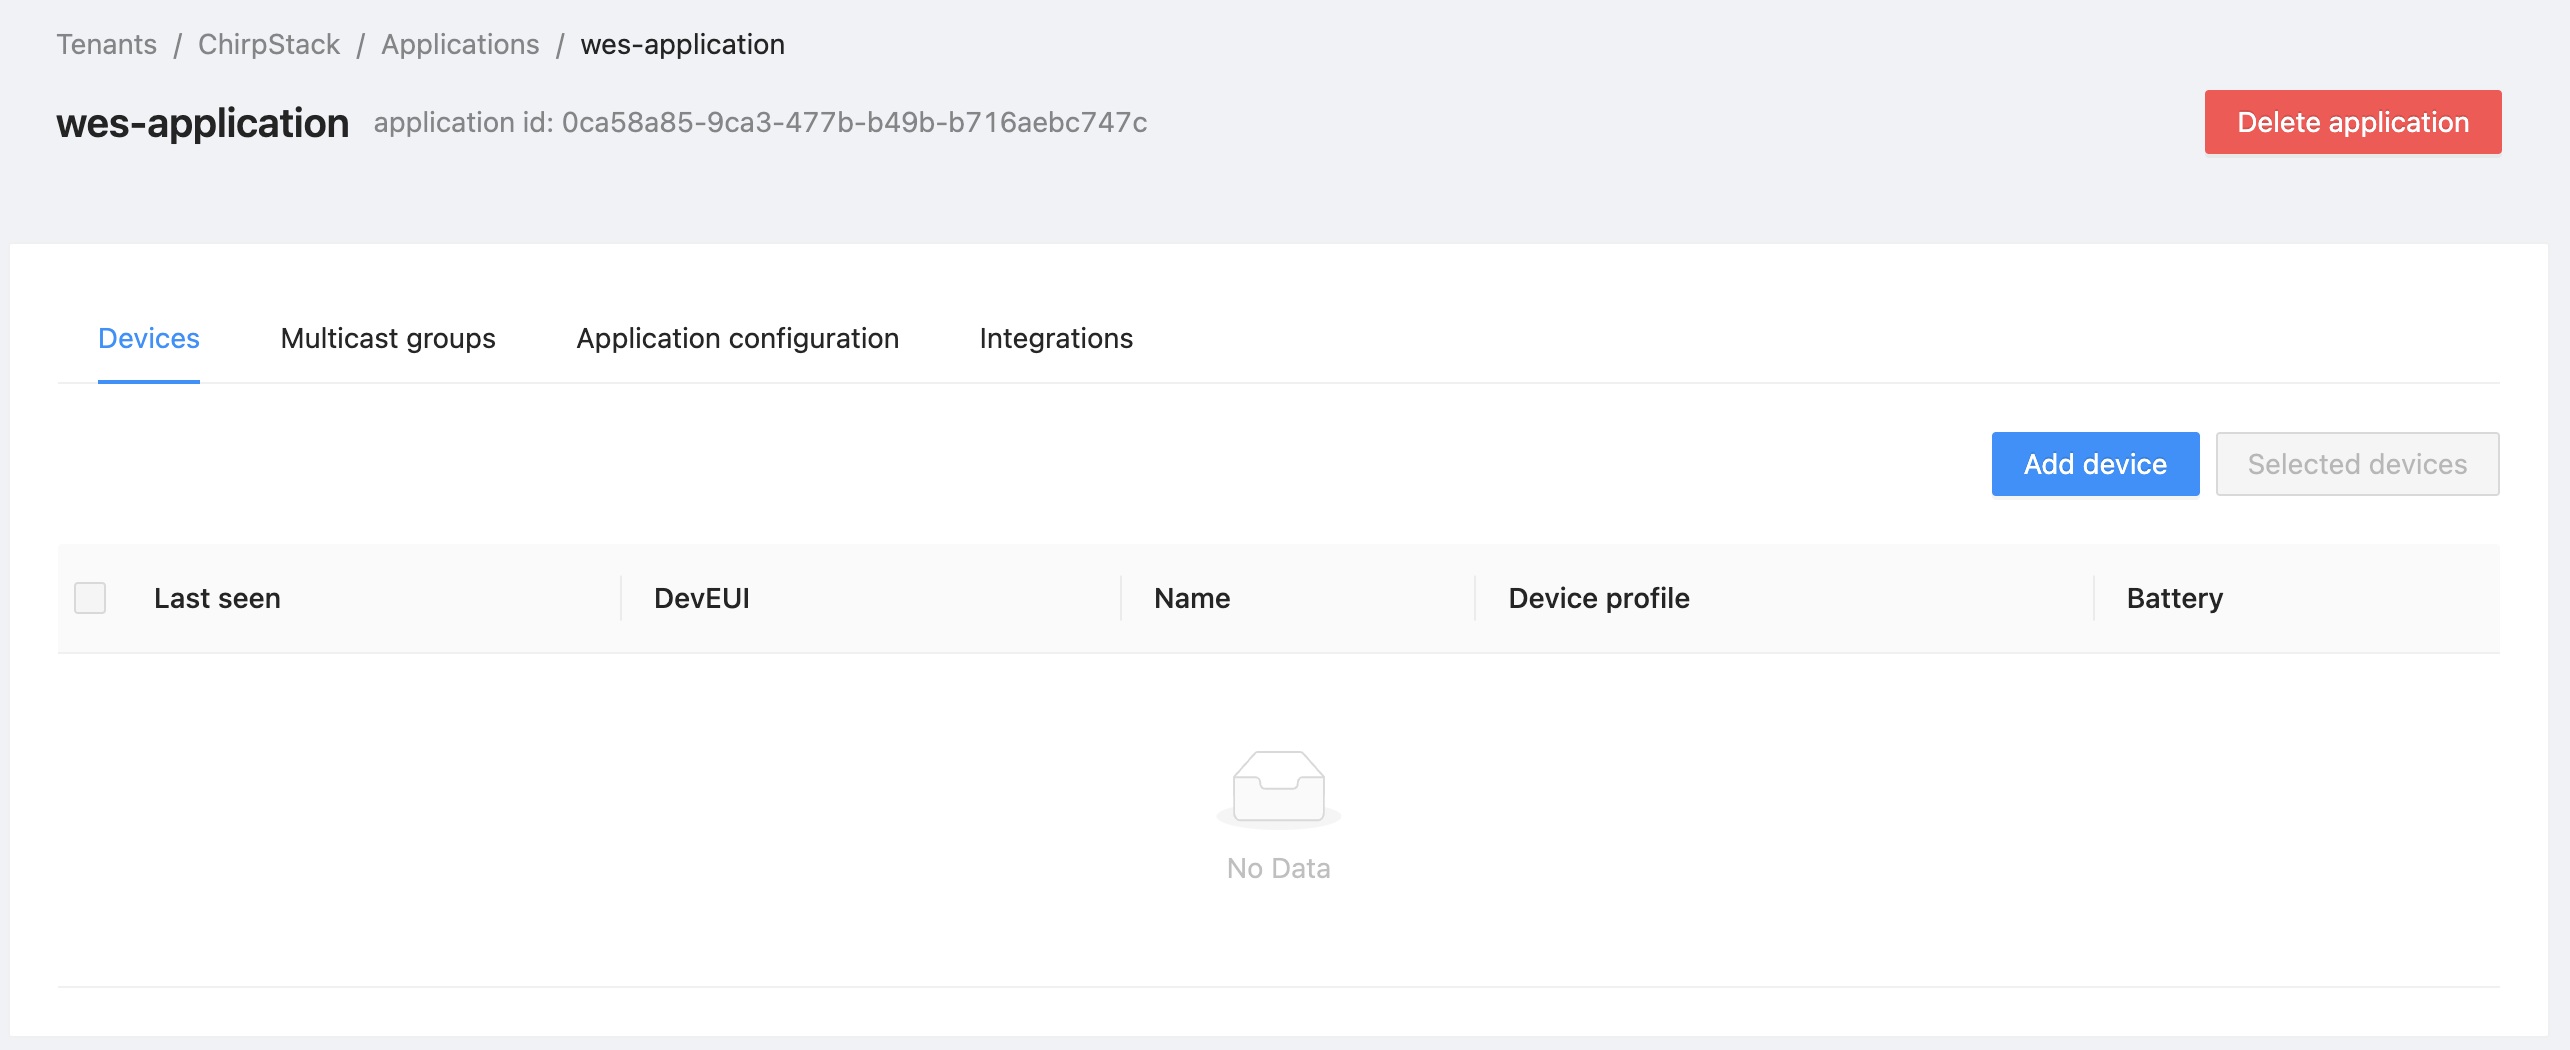 Tenants / ChirpStack / Applications / wes-application
wes-application application id: 0ca58a85-9ca3-477b-b49b-b716aebc747c
Delete application
Devices Multicast groups Application configuration Integrations
Add device Selected devices
Last seen DevEUI Name Device profile Battery
No Data